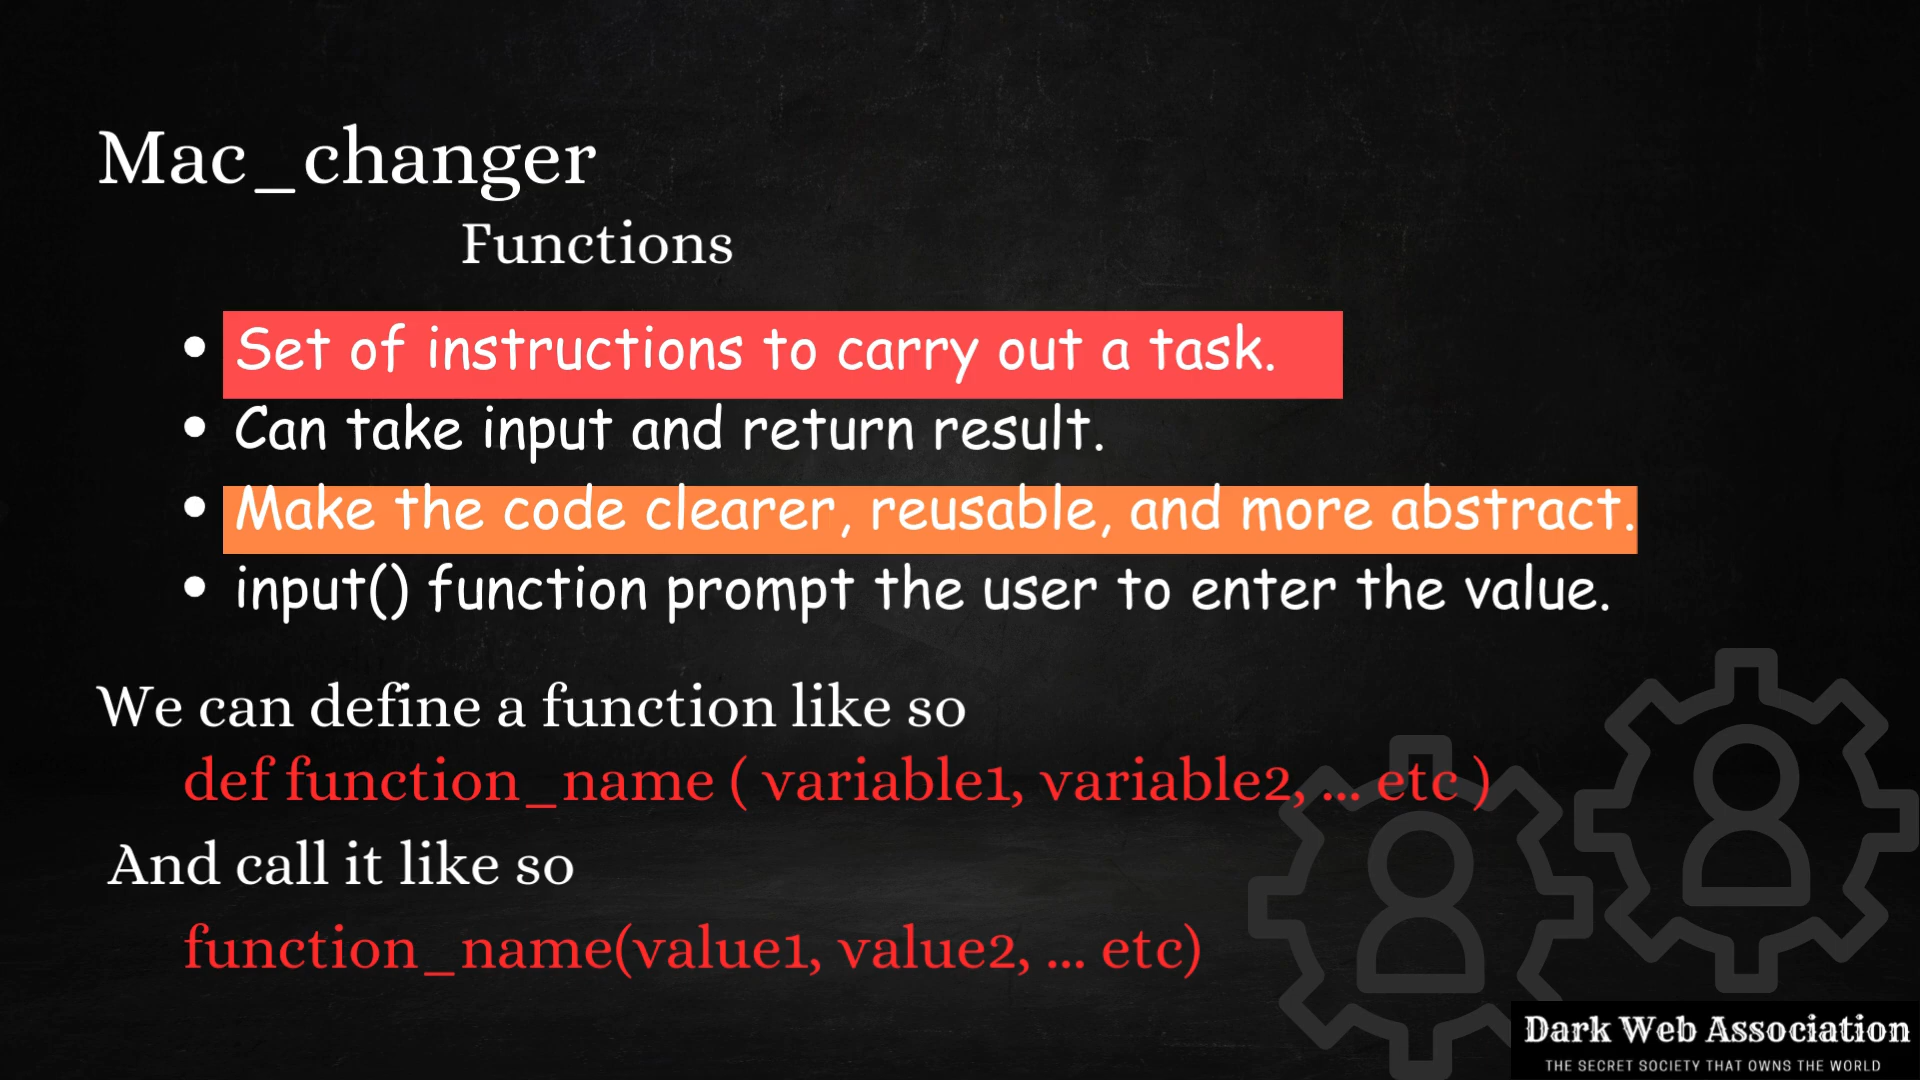 Mac_changer
Functions
• Set of instructions to carry out a task.
• Can take input and return result.
• Make the code clearer, reusable, and more abstract.
• input() function prompt the user to enter the value.
We can define a function like so
def function_name ( variable1, variable2, ... etc )
And call it like so
function_name(value1, value2, ... etc)
Dark Web Association
THE SECRET SOCIETY THAT OWNS THE WORLD